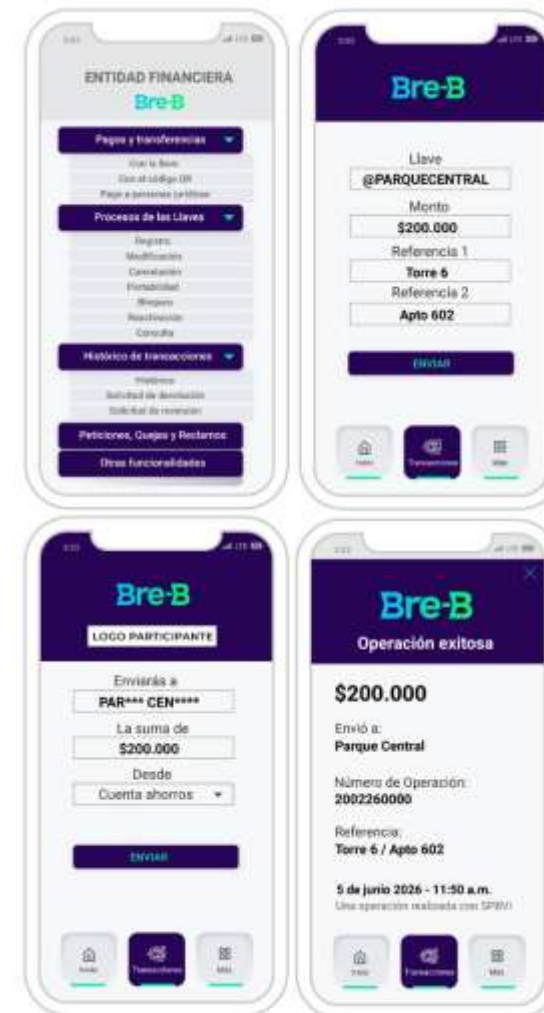 ENTIDAD FINANCIERA
Bre-B
Pagos y transferencias
Con la llave
Con el código QR
Pago a personas jurídicas
Procesos de las Llaves
Registro
Modificación
Cancelación
Portabilidad
Bloqueo
Reactivación
Consulta
Histórico de transacciones
Histórico
Solicitud de devolución
Solicitud de reversión
Peticiones, Quejas y Reclamos
Otras funcionalidades
Bre-B
Llave
@PARQUECENTRAL
Monto
$200.000
Referencia 1
Torre 6
Referencia 2
Apto 602
ENVIAR
Inicio
Transacciones
Más
Bre-B
LOGO PARTICIPANTE
Enviarás a
PAR*** CEN****
La suma de
$200.000
Desde
Cuenta ahorros
ENVIAR
Inicio
Transacciones
Más
Bre-B
Operación exitosa
$200.000
Envió a:
Parque Central
Número de Operación:
2002260000
Referencia:
Torre 6 / Apto 602
5 de junio 2026 - 11:50 a.m.
Una operación realizada con SPBVI
Inicio
Transacciones
Más